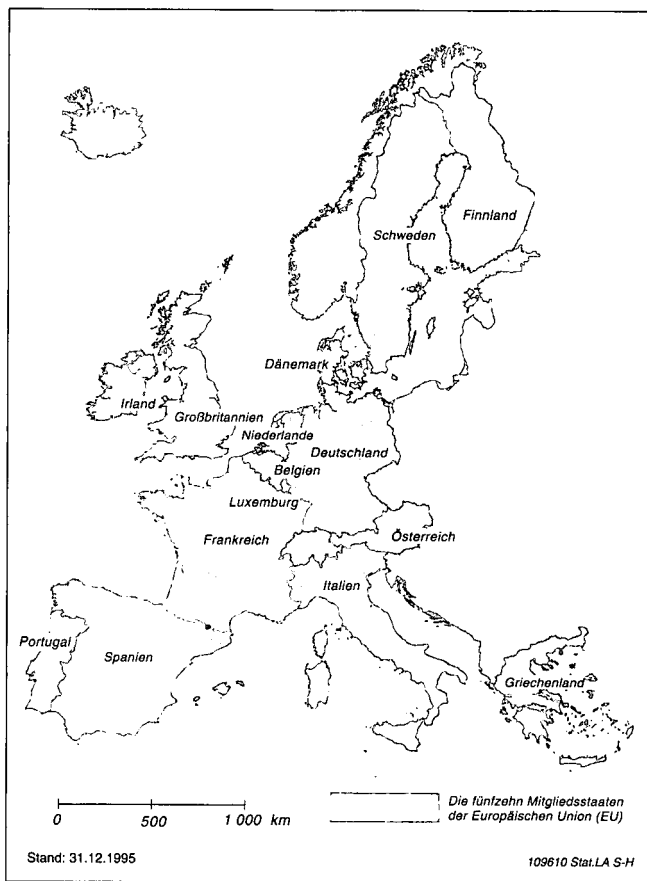 Finnland
Schweden
Dänemark
Irland
Großbritannien
Niederlande
Deutschland
Belgien
Luxemburg
Österreich
Frankreich
Italien
Portugal
Spanien
Griechenland
0 500 1 000 km
Die fünfzehn Mitgliedsstaaten
der Europäischen Union (EU)
Stand: 31.12.1995
109610 Stat.LA S-H